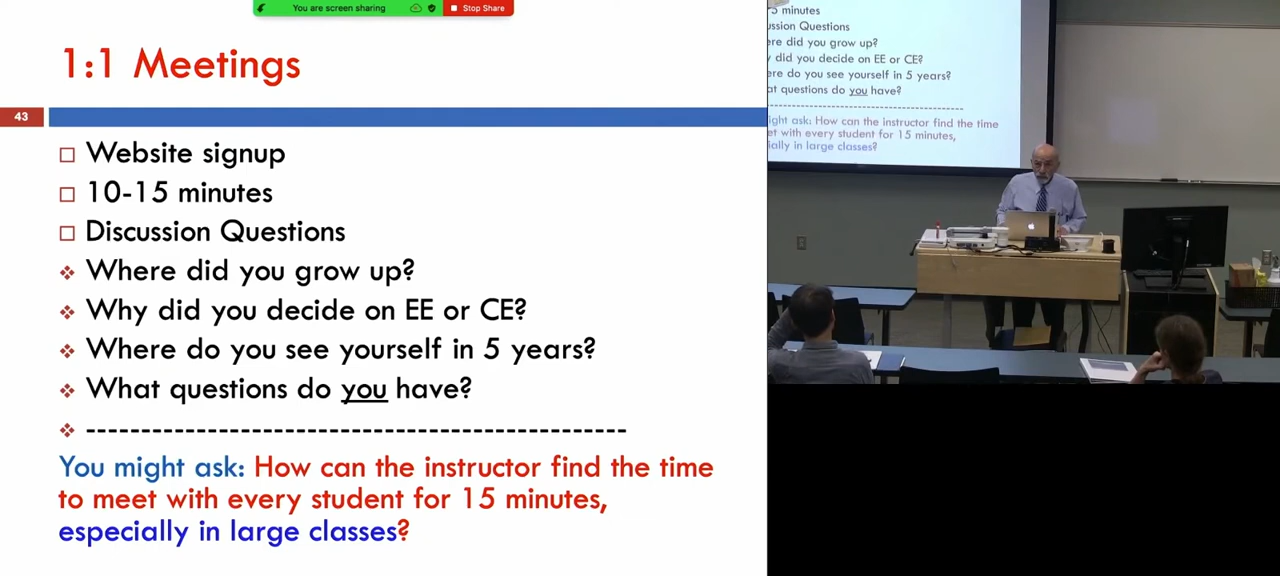 You are screen sharing
Stop Share
1:1 Meetings
43
Website signup
10-15 minutes
Discussion Questions
Where did you grow up?
Why did you decide on EE or CE?
Where do you see yourself in 5 years?
What questions do you have?
------------------------------------------------
You might ask: How can the instructor find the time
to meet with every student for 15 minutes,
especially in large classes?
5 minutes
ussion Questions
ere did you grow up?
y did you decide on EE or CE?
ere do you see yourself in 5 years?
at questions do you have?
------------------------------------------------
ight ask: How can the instructor find the time
et with every student for 15 minutes,
ially in large classes?